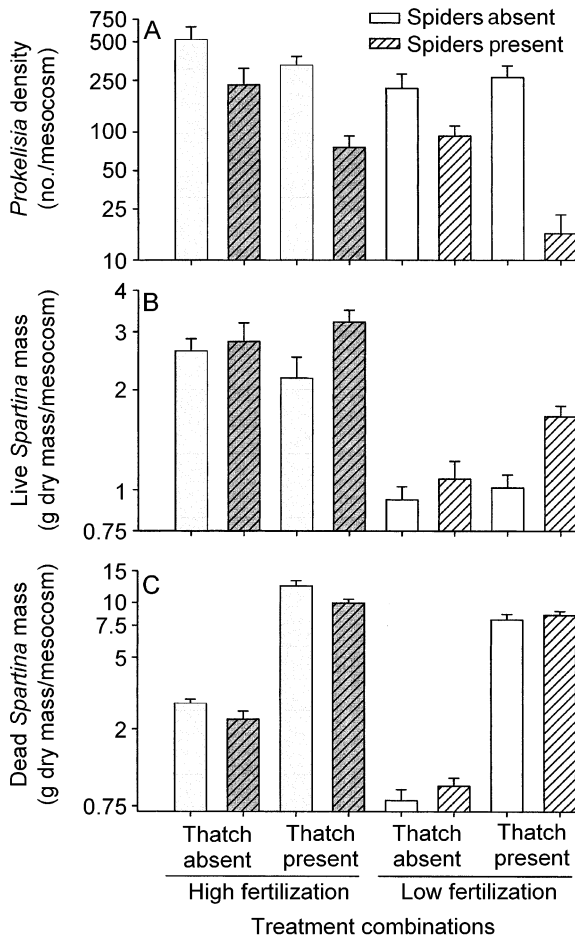 A
Spiders absent
Spiders present
Prokelisia density
(no./mesocosm)
750
500
250
100
50
25
10
B
Live Spartina mass
(g dry mass/mesocosm)
4
3
2
1
0.75
C
Dead Spartina mass
(g dry mass/mesocosm)
15
10
7.5
5
2
0.75
Thatch absent
Thatch present
Thatch absent
Thatch present
High fertilization
Low fertilization
Treatment combinations